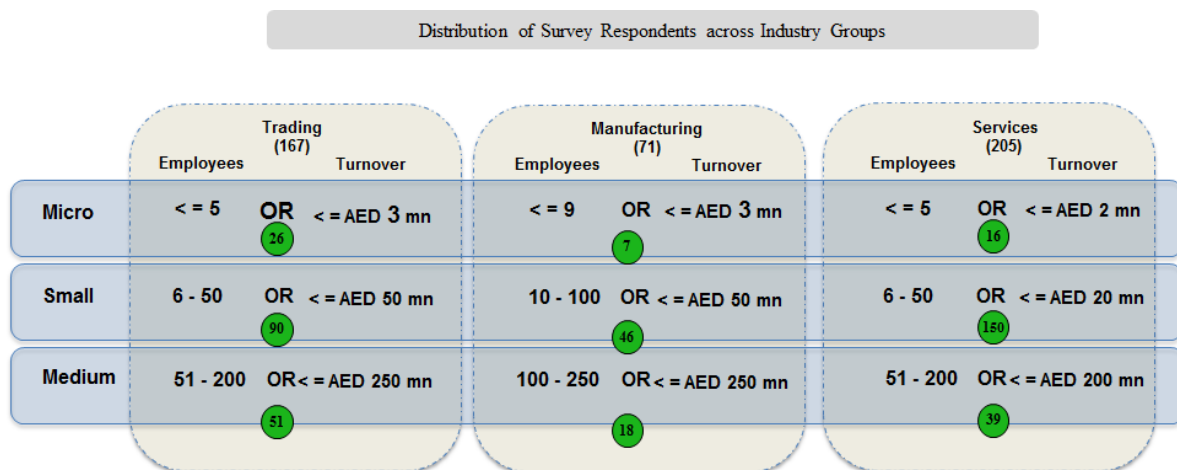 Distribution of Survey Respondents across Industry Groups
Trading
(167)
Employees Turnover
Manufacturing
(71)
Employees Turnover
Services
(205)
Employees Turnover
Micro < = 5 OR < = AED 3 mn < = 9 OR < = AED 3 mn < = 5 OR < = AED 2 mn
26 7 16
Small 6 - 50 OR < = AED 50 mn 10 - 100 OR < = AED 50 mn 6 - 50 OR < = AED 20 mn
90 46 150
Medium 51 - 200 OR < = AED 250 mn 100 - 250 OR < = AED 250 mn 51 - 200 OR < = AED 200 mn
51 18 39